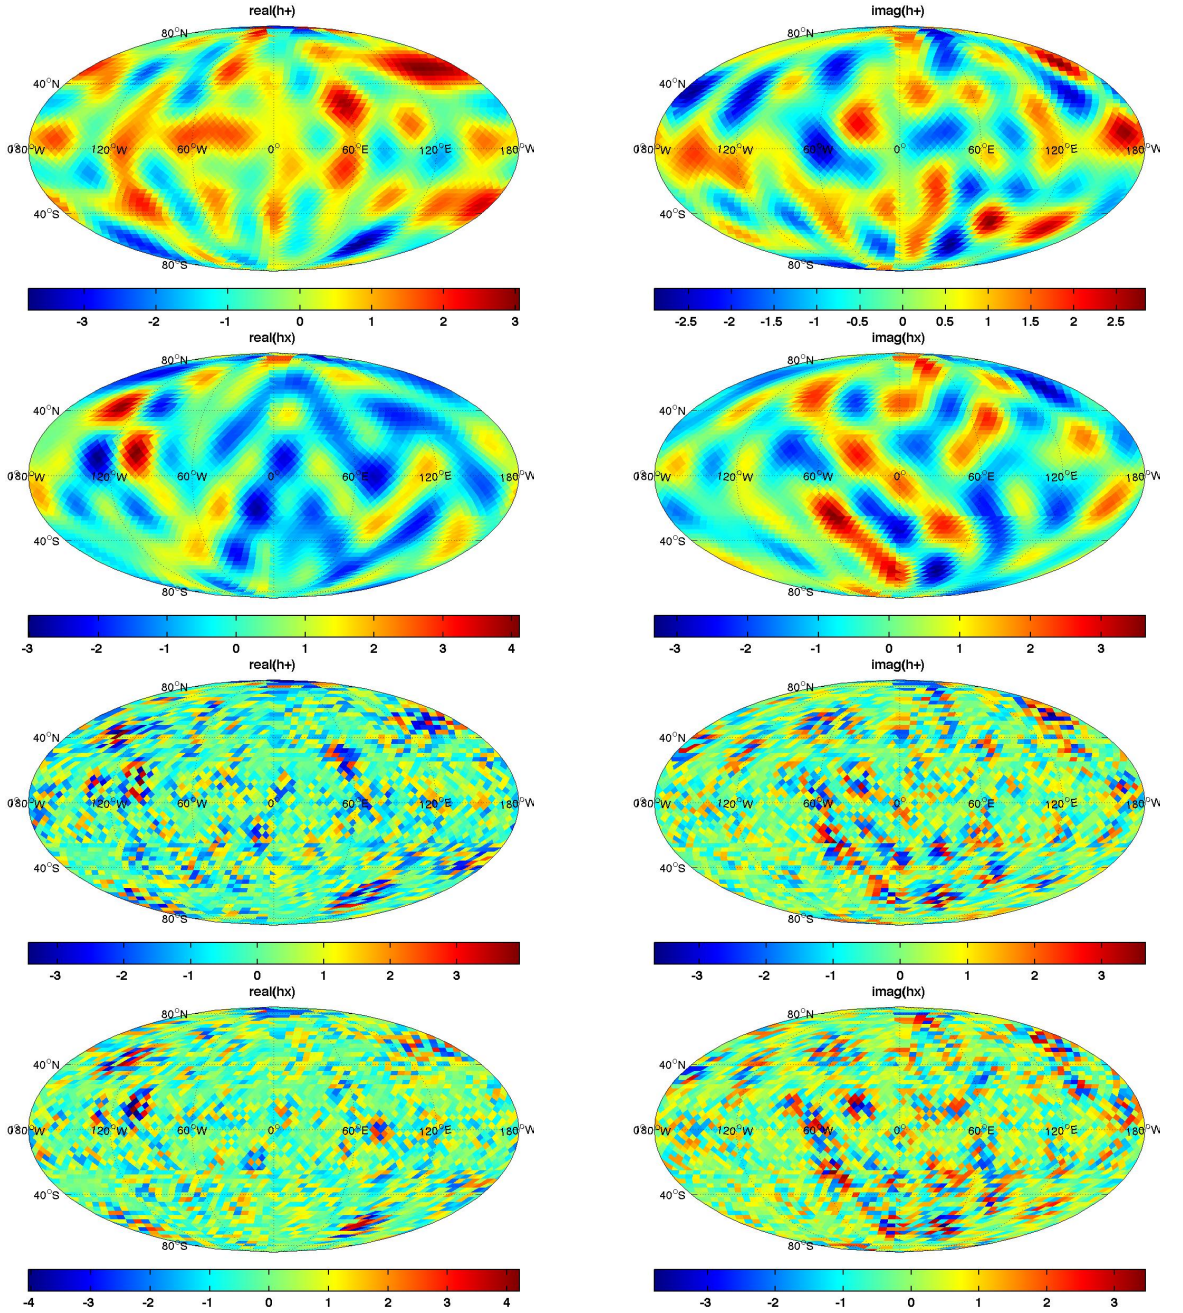 real(h+) imag(h+)
80°N 80°N
40°N 40°N
180°W 120°W 60°W 0° 60°E 120°E 180°W 180°W 60°W 0° 60°E 120°E 180°W
40°S 40°S
80°S 80°S
-3 -2 -1 0 1 2 3 -2.5 -2 -1.5 -1 -0.5 0 0.5 1 1.5 2 2.5
real(hx) imag(hx)
80°N 80°N
40°N 40°N
180°W 120°W 60°W 0° 60°E 120°E 180°W 180°W 120°W 60°W 0° 60°E 120°E 180°W
40°S 40°S
80°S 80°S
-3 -2 -1 0 1 2 3 4 -3 -2 -1 0 1 2 3
real(h+) imag(h+)
80°N 80°N
40°N 40°N
180°W 120°W 60°W 0° 60°E 120°E 180°W 180°W 120°W 60°W 0° 60°E 120°E 180°W
40°S 40°S
80°S 80°S
-3 -2 -1 0 1 2 3 -3 -2 -1 0 1 2 3
real(hx) imag(hx)
80°N 80°N
40°N 40°N
180°W 120°W 60°W 0° 60°E 120°E 180°W 180°W 120°W 60°W 0° 60°E 120°E 180°W
40°S 40°S
80°S 80°S
-4 -3 -2 -1 0 1 2 3 4 -3 -2 -1 0 1 2 3